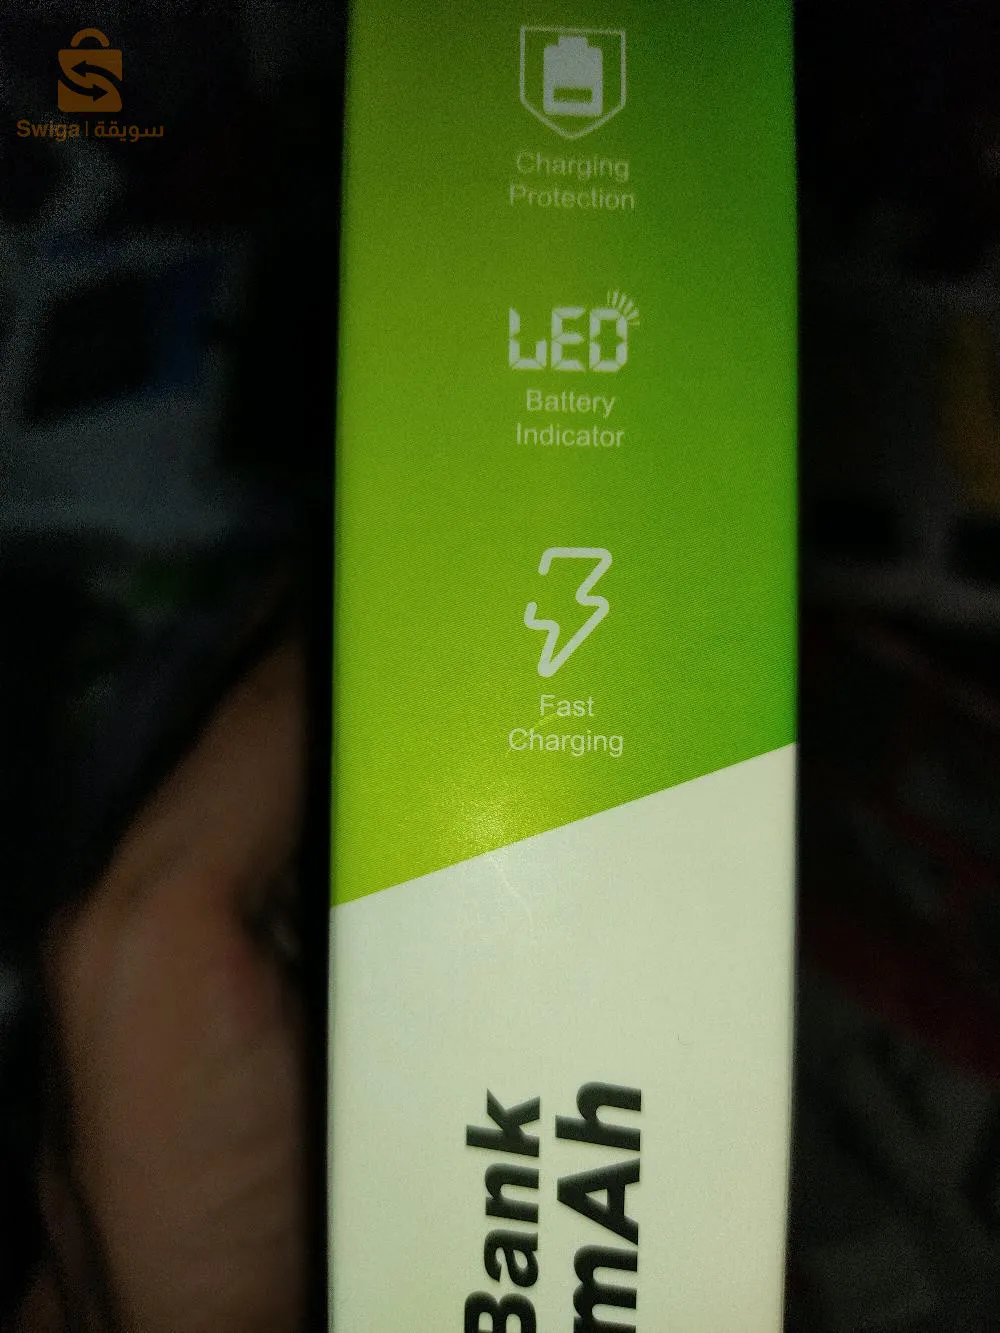 Swiga | سويقة
Charging
Protection
LED
Battery
Indicator
Fast
Charging
Bank
mAh